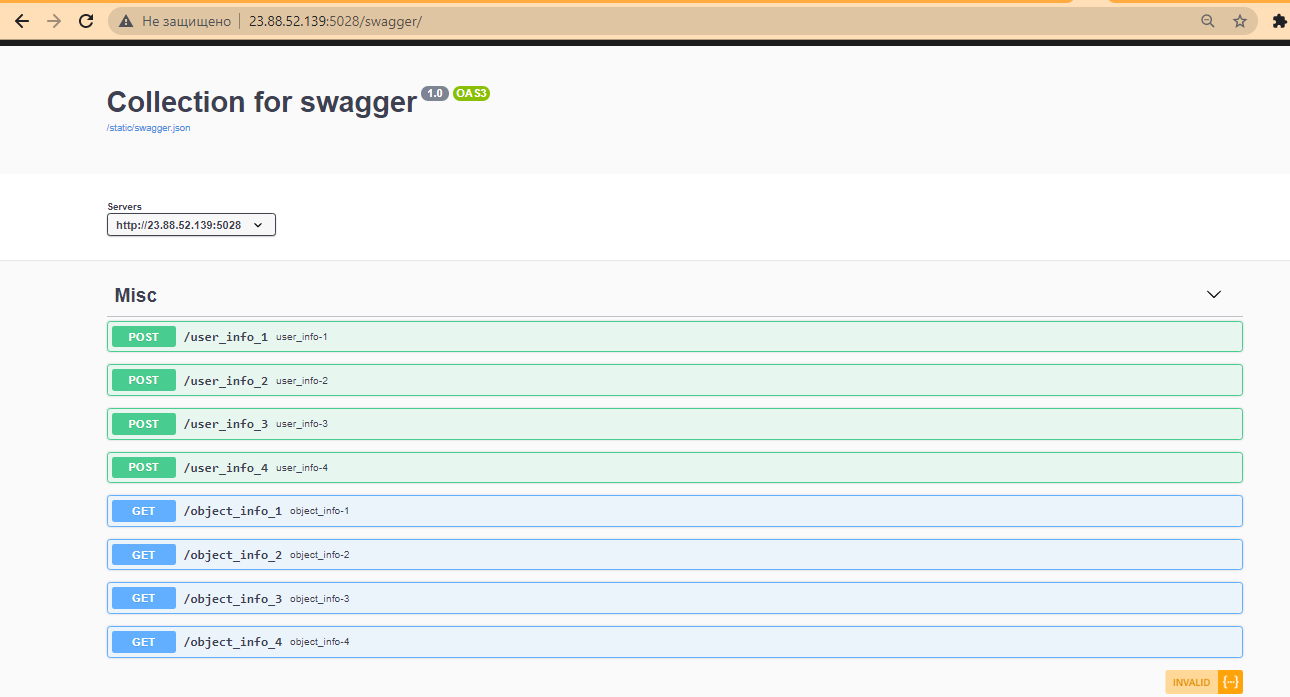 Не защищено 23.88.52.139:5028/swagger/
Collection for swagger 1.0 OAS3
/static/swagger.json
Servers
http://23.88.52.139:5028
Misc
POST /user_info_1 user_info-1
POST /user_info_2 user_info-2
POST /user_info_3 user_info-3
POST /user_info_4 user_info-4
GET /object_info_1 object_info-1
GET /object_info_2 object_info-2
GET /object_info_3 object_info-3
GET /object_info_4 object_info-4
INVALID {···}